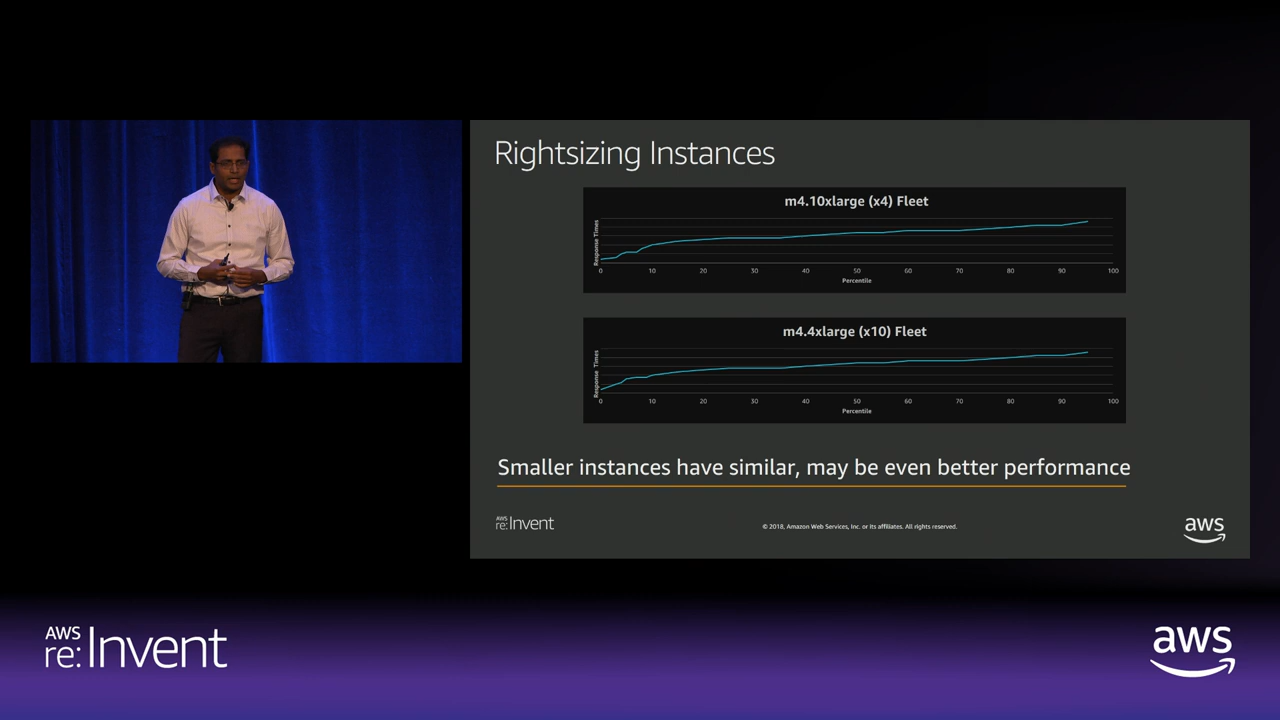 Rightsizing Instances
m4.10xlarge (x4) Fleet
Response Times
0 10 20 30 40 50 60 70 80 90 100
Percentile
m4.4xlarge (x10) Fleet
Response Times
0 10 20 30 40 50 60 70 80 90 100
Percentile
Smaller instances have similar, may be even better performance
AWS
re:Invent
© 2018, Amazon Web Services, Inc. or its affiliates. All rights reserved.
aws
AWS
re:Invent
aws